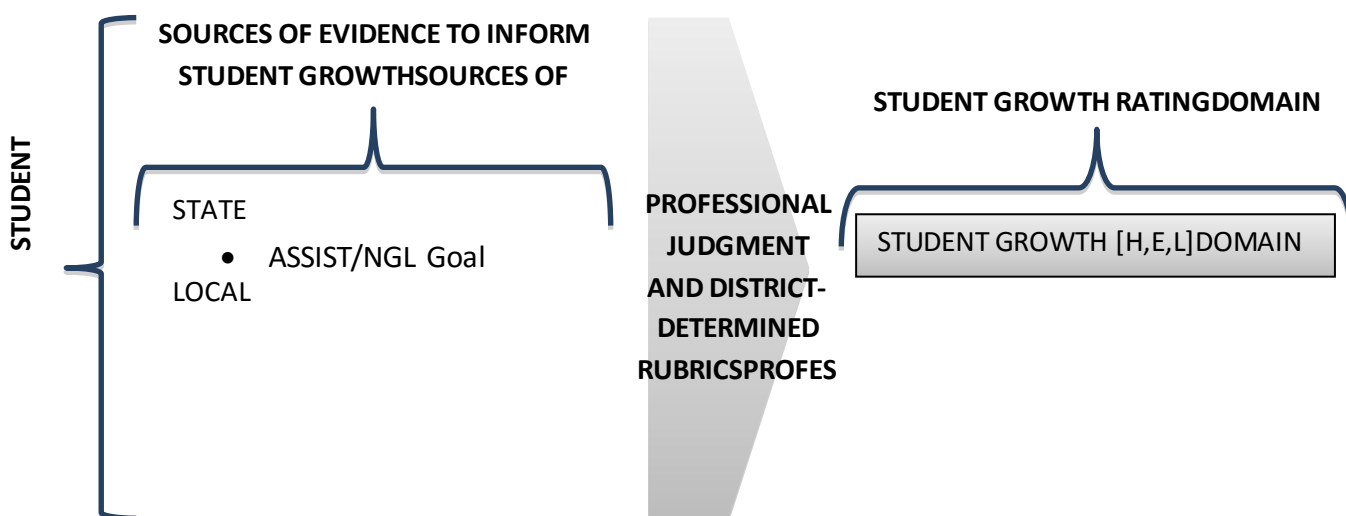 STUDENT
SOURCES OF EVIDENCE TO INFORM
STUDENT GROWTHSOURCES OF
STATE
• ASSIST/NGL Goal
LOCAL
PROFESSIONAL
JUDGMENT
AND DISTRICT-
DETERMINED
RUBRICSPROFES
STUDENT GROWTH RATINGDOMAIN
STUDENT GROWTH [H,E,L]DOMAIN